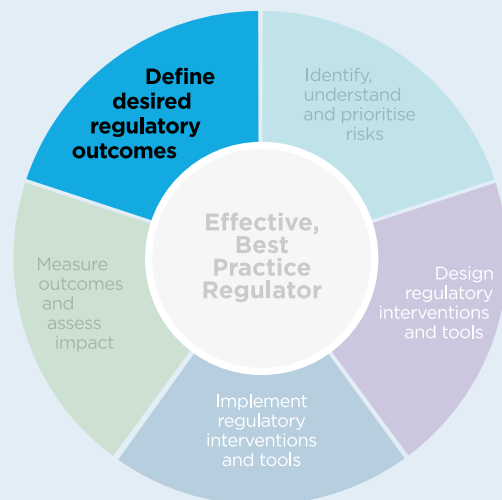 Define
desired
regulatory
outcomes
Identify,
understand
and prioritise
risks
Design
regulatory
interventions
and tools
Implement
regulatory
interventions
and tools
Measure
outcomes
and
assess
impact
Effective,
Best
Practice
Regulator